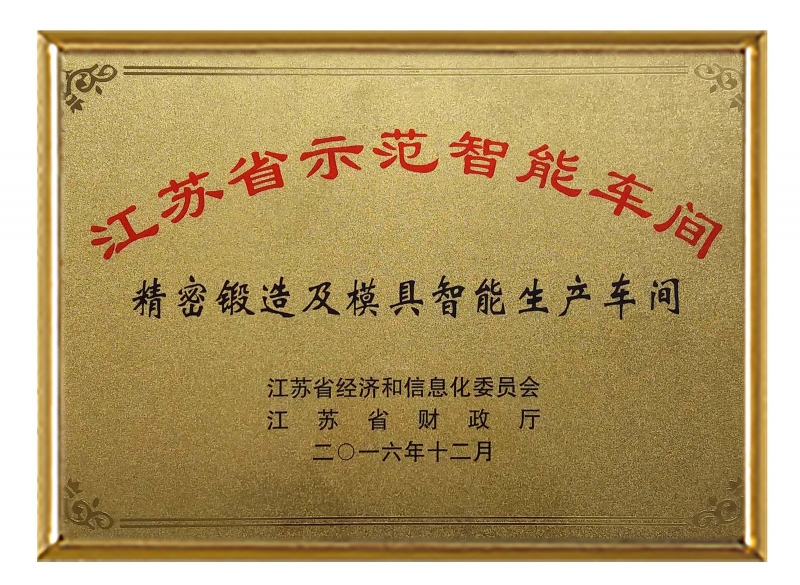 江苏省示范智能车间
精密锻造及模具智能生产车间
江苏省经济和信息化委员会
江苏省财政厅
二〇一六年十二月